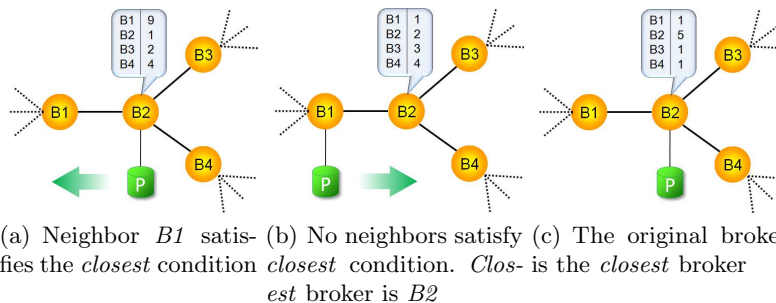 B1 9
B2 1
B3 2
B4 4
B3
B1
B2
B4
P
B1 1
B2 2
B3 3
B4 4
B3
B1
B2
B4
P
B1 1
B2 5
B3 1
B4 1
B3
B1
B2
B4
P
(a) Neighbor B1 satis-
fies the closest condition
(b) No neighbors satisfy
closest condition. Clos-
est broker is B2
(c) The original broke
is the closest broker